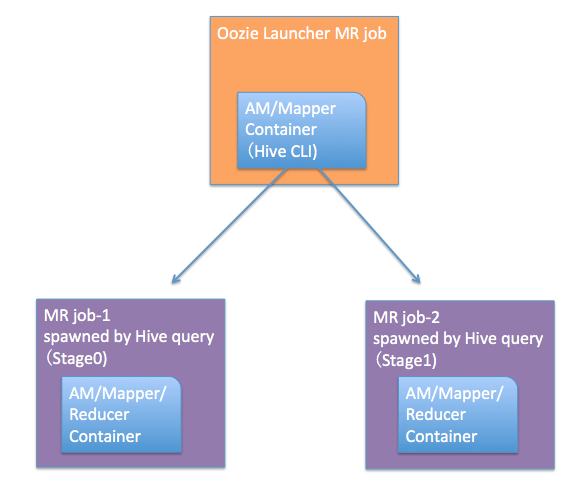 Oozie Launcher MR job
AM/Mapper
Container
（Hive CLI)
MR job-1
spawned by Hive query
（Stage0)
AM/Mapper/
Reducer
Container
MR job-2
spawned by Hive query
（Stage1)
AM/Mapper/
Reducer
Container